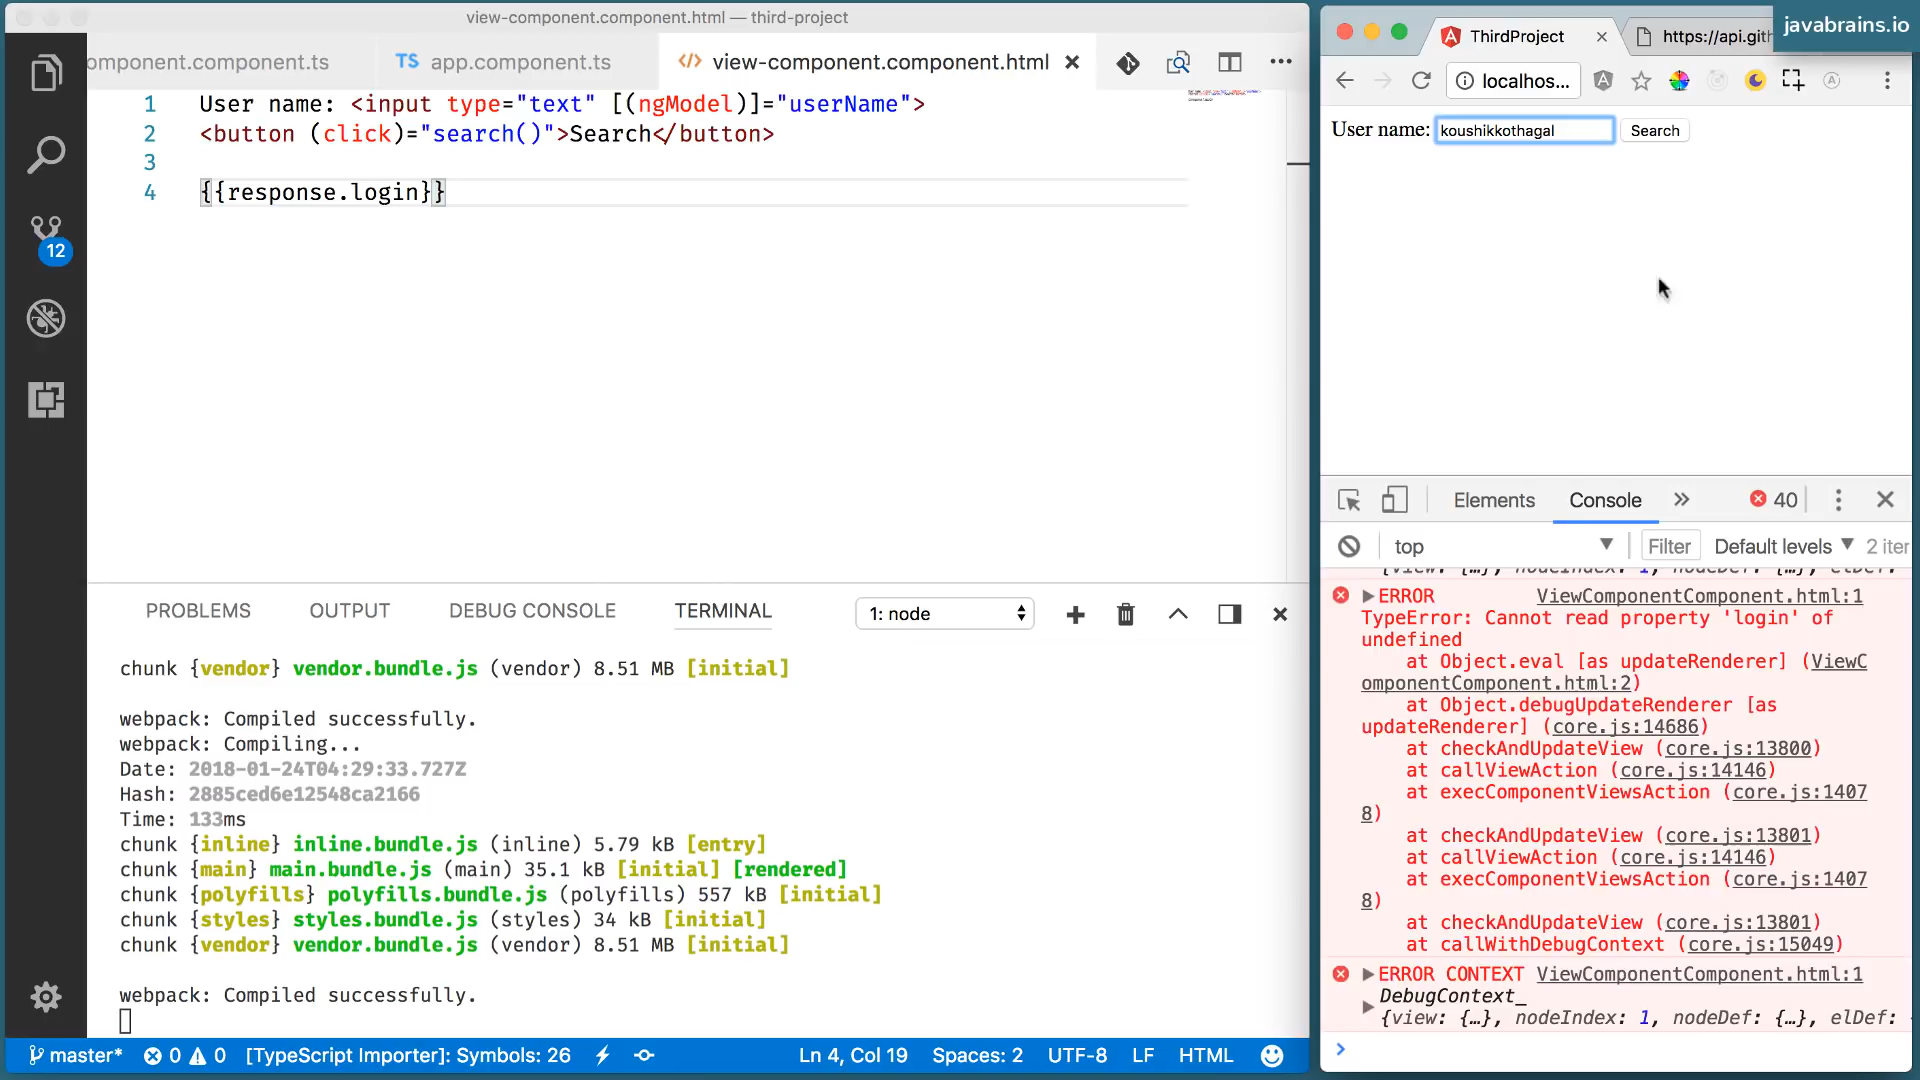 view-component.component.html — third-project
omponent.component.ts
TS app.component.ts
</> view-component.component.html
1 User name: <input type="text" [(ngModel)]="userName">
2 <button (click)="search()">Search</button>
3
4 {{response.login}}
12
PROBLEMS
OUTPUT
DEBUG CONSOLE
TERMINAL
1: node
chunk {vendor} vendor.bundle.js (vendor) 8.51 MB [initial]
webpack: Compiled successfully.
webpack: Compiling...
Date: 2018-01-24T04:29:33.727Z
Hash: 2885ced6e12548ca2166
Time: 133ms
chunk {inline} inline.bundle.js (inline) 5.79 kB [entry]
chunk {main} main.bundle.js (main) 35.1 kB [initial] [rendered]
chunk {polyfills} polyfills.bundle.js (polyfills) 557 kB [initial]
chunk {styles} styles.bundle.js (styles) 34 kB [initial]
chunk {vendor} vendor.bundle.js (vendor) 8.51 MB [initial]
webpack: Compiled successfully.
master* 0 0 [TypeScript Importer]: Symbols: 26
Ln 4, Col 19 Spaces: 2 UTF-8 LF HTML
ThirdProject
https://api.gith
javabrains.io
localhos...
User name: koushikkothagal Search
Elements Console » 40
top Filter Default levels 2 iter
{view: {…}, nodeIndex: 1, nodeDef: {…}, elDef:
ERROR ViewComponentComponent.html:1
TypeError: Cannot read property 'login' of
undefined
at Object.eval [as updateRenderer] (ViewC
omponentComponent.html:2)
at Object.debugUpdateRenderer [as
updateRenderer] (core.js:14686)
at checkAndUpdateView (core.js:13800)
at callViewAction (core.js:14146)
at execComponentViewsAction (core.js:1407
8)
at checkAndUpdateView (core.js:13801)
at callViewAction (core.js:14146)
at execComponentViewsAction (core.js:1407
8)
at checkAndUpdateView (core.js:13801)
at callWithDebugContext (core.js:15049)
ERROR CONTEXT ViewComponentComponent.html:1
DebugContext_
{view: {…}, nodeIndex: 1, nodeDef: {…}, elDef: